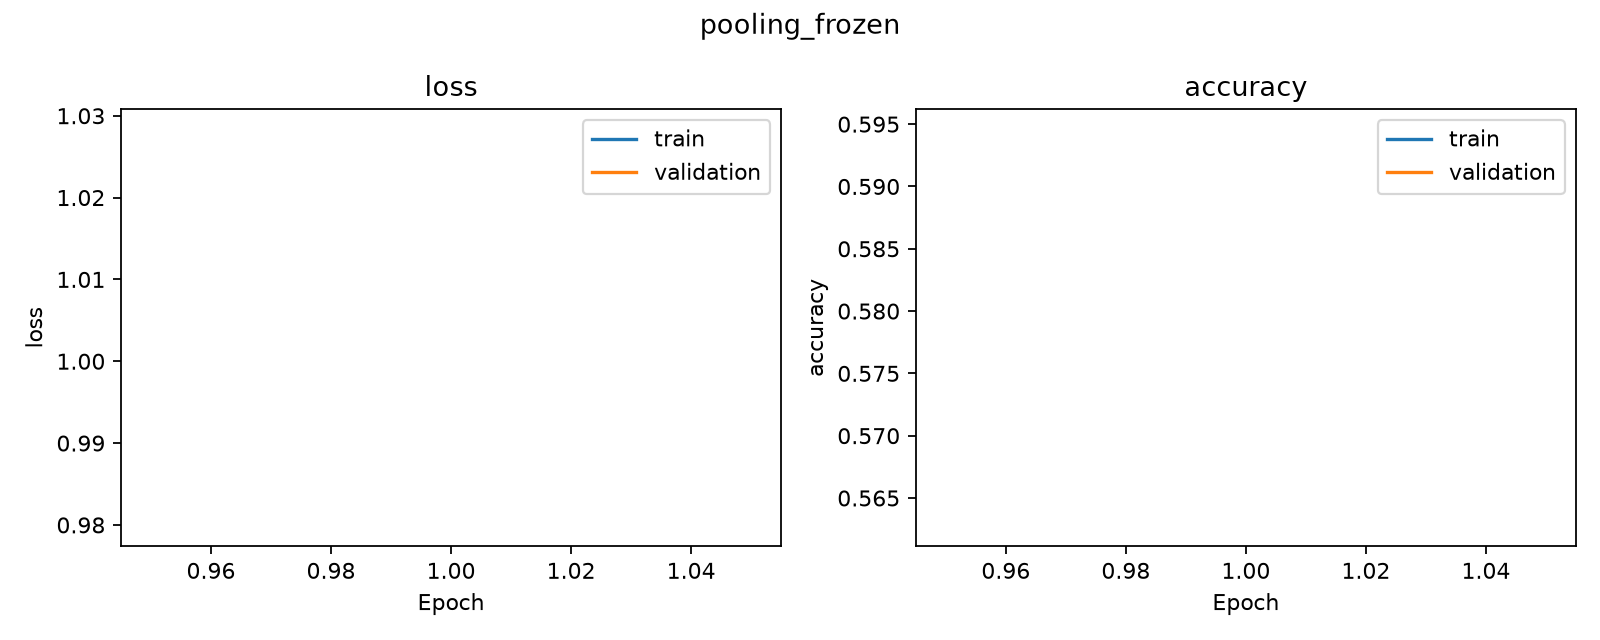 pooling_frozen
loss
1.03
1.02
1.01
1.00
0.99
0.98
loss
train
validation
0.96 0.98 1.00 1.02 1.04
Epoch
accuracy
0.595
0.590
0.585
0.580
0.575
0.570
0.565
accuracy
train
validation
0.96 0.98 1.00 1.02 1.04
Epoch